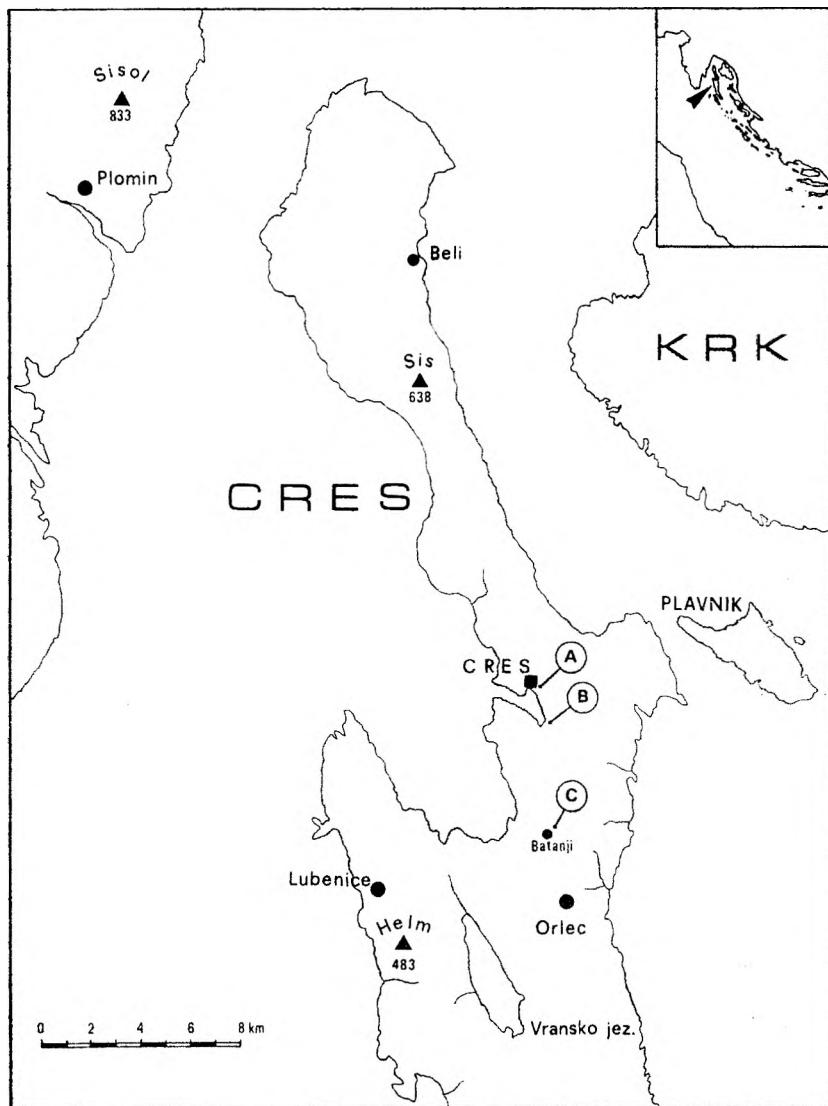 Sisol
833
Plomin
Beli
KRK
Sis
638
CRES
PLAVNIK
CRES
A
B
C
Batanji
Lubenice
Orlec
Helm
483
Vransko jez.
0 2 4 6 8 km